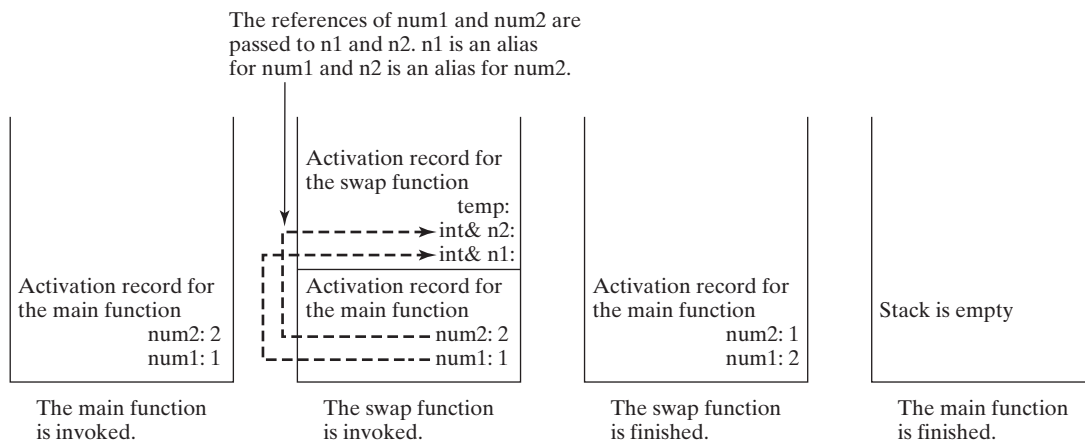 The references of num1 and num2 are
passed to n1 and n2. n1 is an alias
for num1 and n2 is an alias for num2.
Activation record for
the main function
num2: 2
num1: 1
The main function
is invoked.
Activation record for
the swap function
temp:
int& n2:
int& n1:
Activation record for
the main function
num2: 2
num1: 1
The swap function
is invoked.
Activation record for
the main function
num2: 1
num1: 2
The swap function
is finished.
Stack is empty
The main function
is finished.